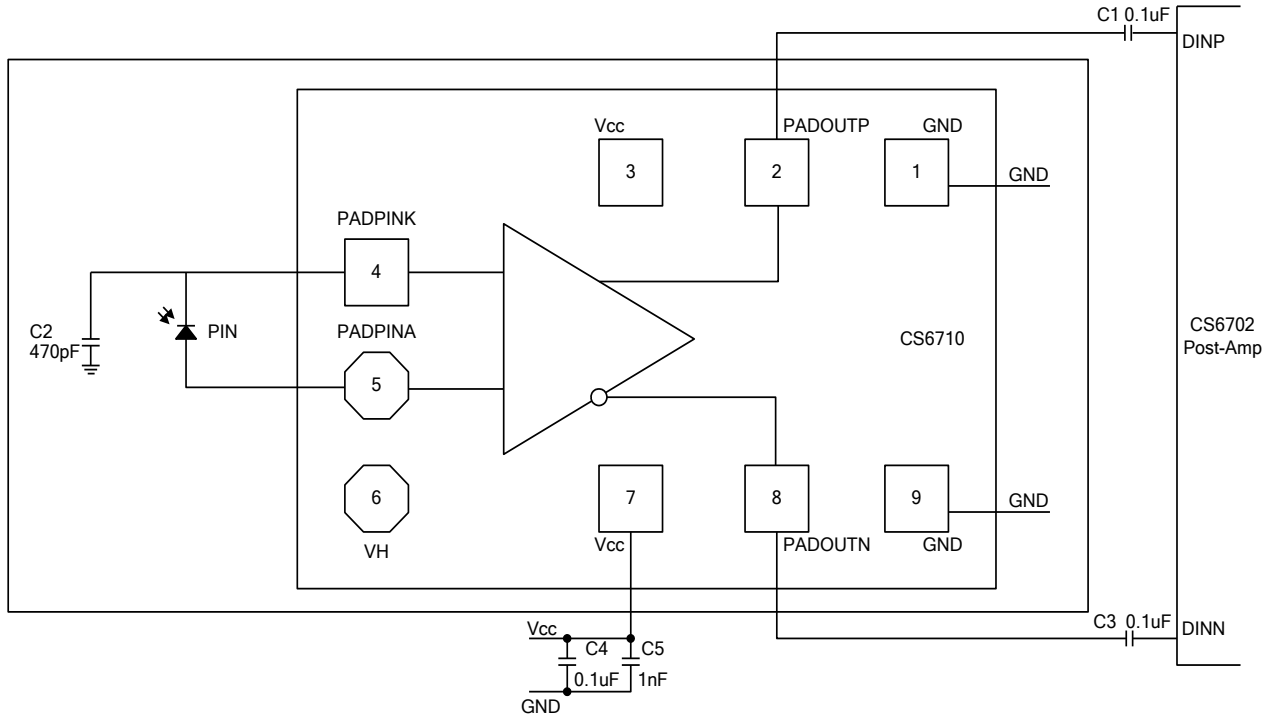 C1 0.1uF
DINP
Vcc
PADOUTP
GND
3
2
1
GND
PADPINK
4
C2
470pF
PIN
PADPINA
5
CS6710
CS6702
Post-Amp
6
VH
7
Vcc
8
PADOUTN
9
GND
GND
C3 0.1uF
DINN
Vcc
C4
0.1uF
C5
1nF
GND